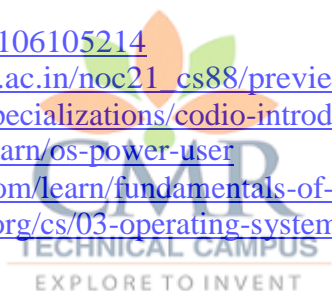 106105214
.ac.in/noc21_cs88/previe
pecializations/codio-introd
earn/os-power-user
om/learn/fundamentals-of-
org/cs/03-operating-system
CMR
TECHNICAL CAMPUS
EXPLORE TO INVENT